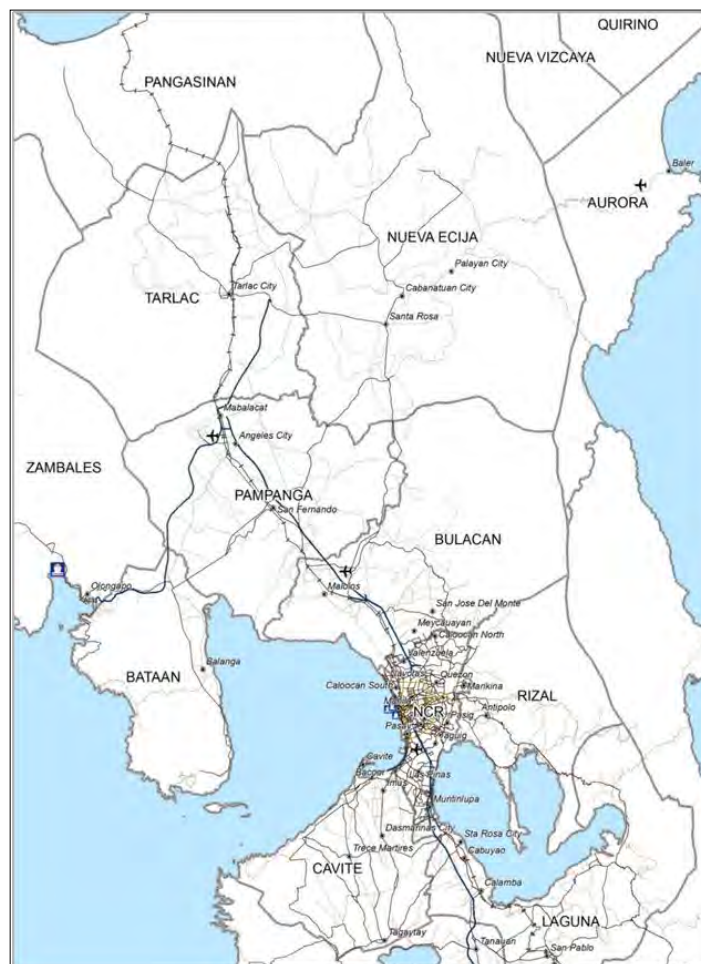 QUIRINO
NUEVA VIZCAYA
PANGASINAN
Baler
AURORA
NUEVA ECIJA
Palayan City
Tarlac City
TARLAC
Cabanatuan City
Santa Rosa
Mabalacat
Angeles City
ZAMBALES
PAMPANGA
San Fernando
BULACAN
Olongapo
Malolos
San Jose Del Monte
Meycauayan
Caloocan North
Valenzuela
Navotas
BATAAN
Balanga
Caloocan South
Quezon
Marikina
RIZAL
NCR
Pasig
Antipolo
Pasay
Taguig
Cavite
Bacoor
Las Pinas
Imus
Muntinlupa
Dasmarinas City
Sta Rosa City
Trece Martires
Cabuyao
CAVITE
Calamba
LAGUNA
Tagaytay
Tanauan
San Pablo